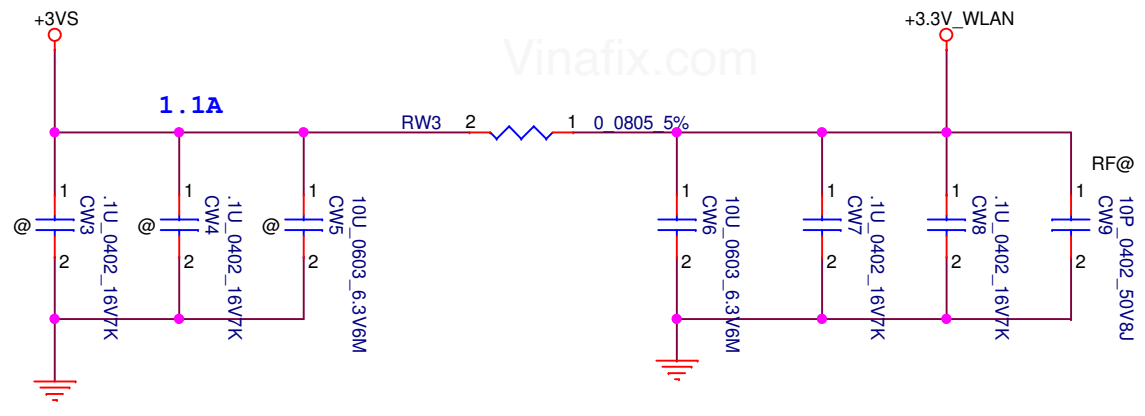 +3VS
+3.3V_WLAN
Vinafix.com
1.1A
RW3 2 1 0_0805_5%
RF@
@ 1 2 CW3 .1U_0402_16V7K
@ 1 2 CW4 .1U_0402_16V7K
@ 1 2 CW5 10U_0603_6.3V6M
1 2 CW6 10U_0603_6.3V6M
1 2 CW7 .1U_0402_16V7K
1 2 CW8 .1U_0402_16V7K
1 2 CW9 10P_0402_50V8J